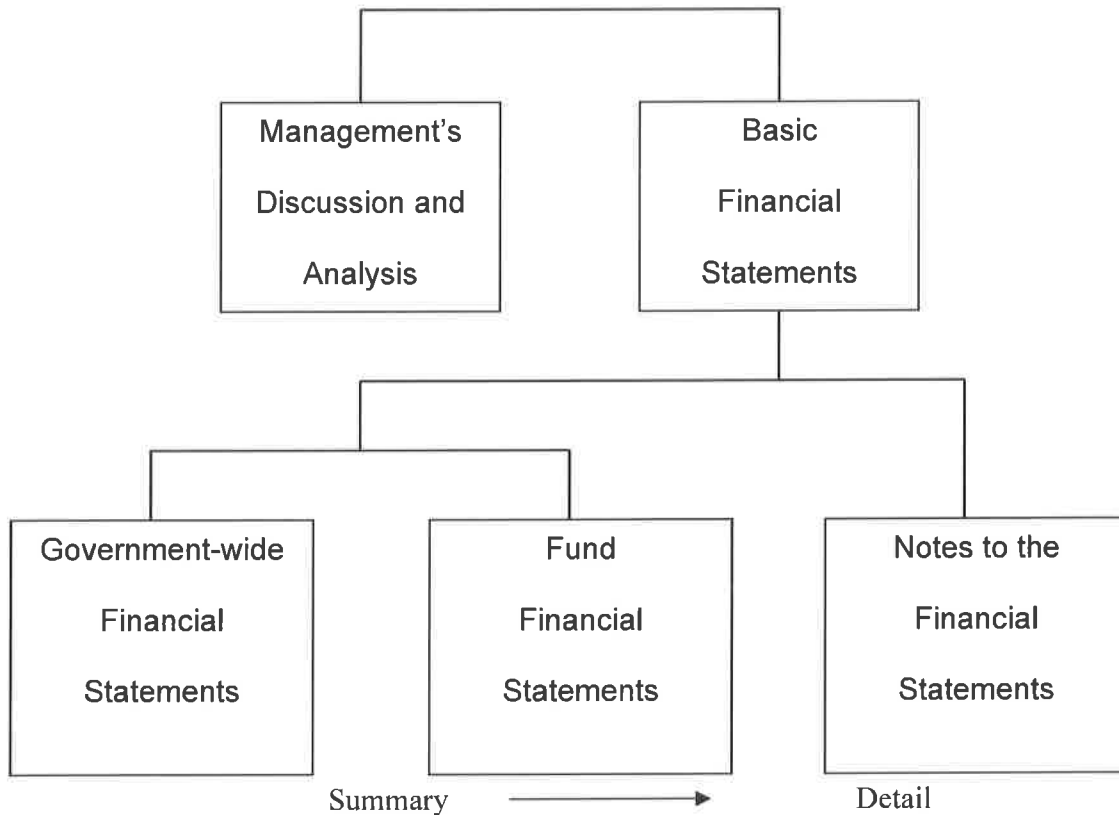 Management's
Discussion and
Analysis
Basic
Financial
Statements
Government-wide
Financial
Statements
Fund
Financial
Statements
Notes to the
Financial
Statements
Summary
Detail